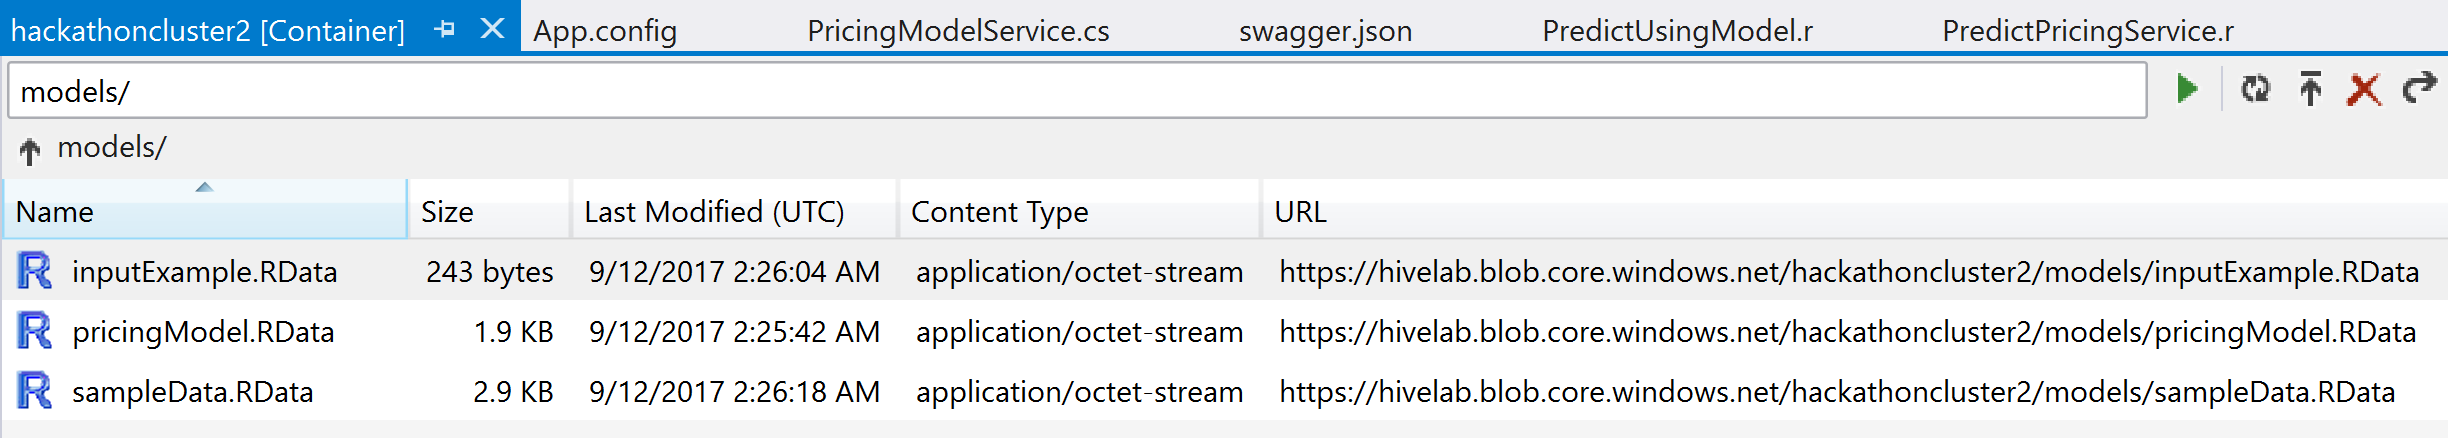 hackathoncluster2 [Container] App.config PricingModelService.cs swagger.json PredictUsingModel.r PredictPricingService.r
models/
models/
Name Size Last Modified (UTC) Content Type URL
inputExample.RData 243 bytes 9/12/2017 2:26:04 AM application/octet-stream https://hivelab.blob.core.windows.net/hackathoncluster2/models/inputExample.RData
pricingModel.RData 1.9 KB 9/12/2017 2:25:42 AM application/octet-stream https://hivelab.blob.core.windows.net/hackathoncluster2/models/pricingModel.RData
sampleData.RData 2.9 KB 9/12/2017 2:26:18 AM application/octet-stream https://hivelab.blob.core.windows.net/hackathoncluster2/models/sampleData.RData